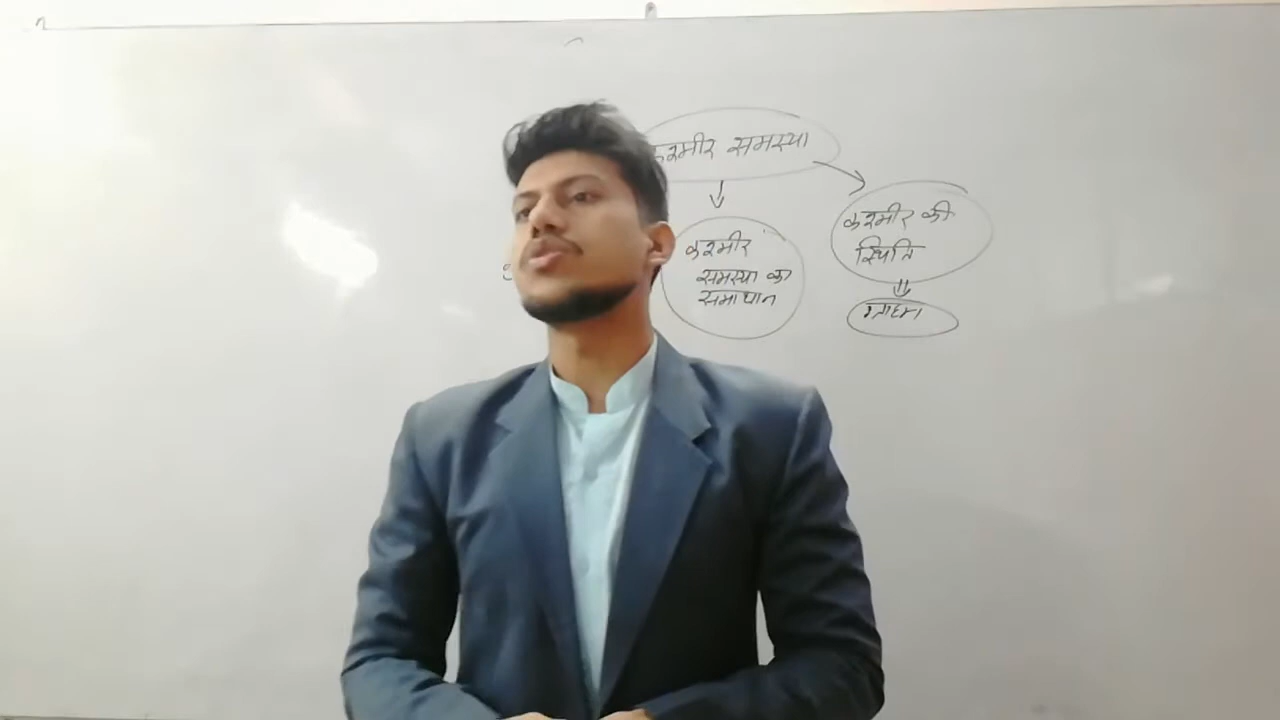 कश्मीर समस्या
कश्मीर
समस्या का
समाधान
कश्मीर की
स्थिति